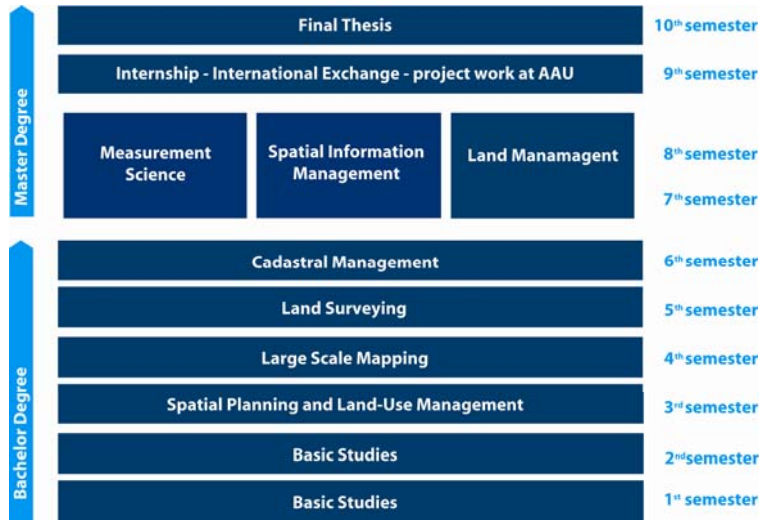 Master Degree
Final Thesis
10th semester
Internship - International Exchange - project work at AAU
9th semester
Measurement
Science
Spatial Information
Management
Land Manamagent
8th semester
7th semester
Bachelor Degree
Cadastral Management
6th semester
Land Surveying
5th semester
Large Scale Mapping
4th semester
Spatial Planning and Land-Use Management
3rd semester
Basic Studies
2nd semester
Basic Studies
1st semester